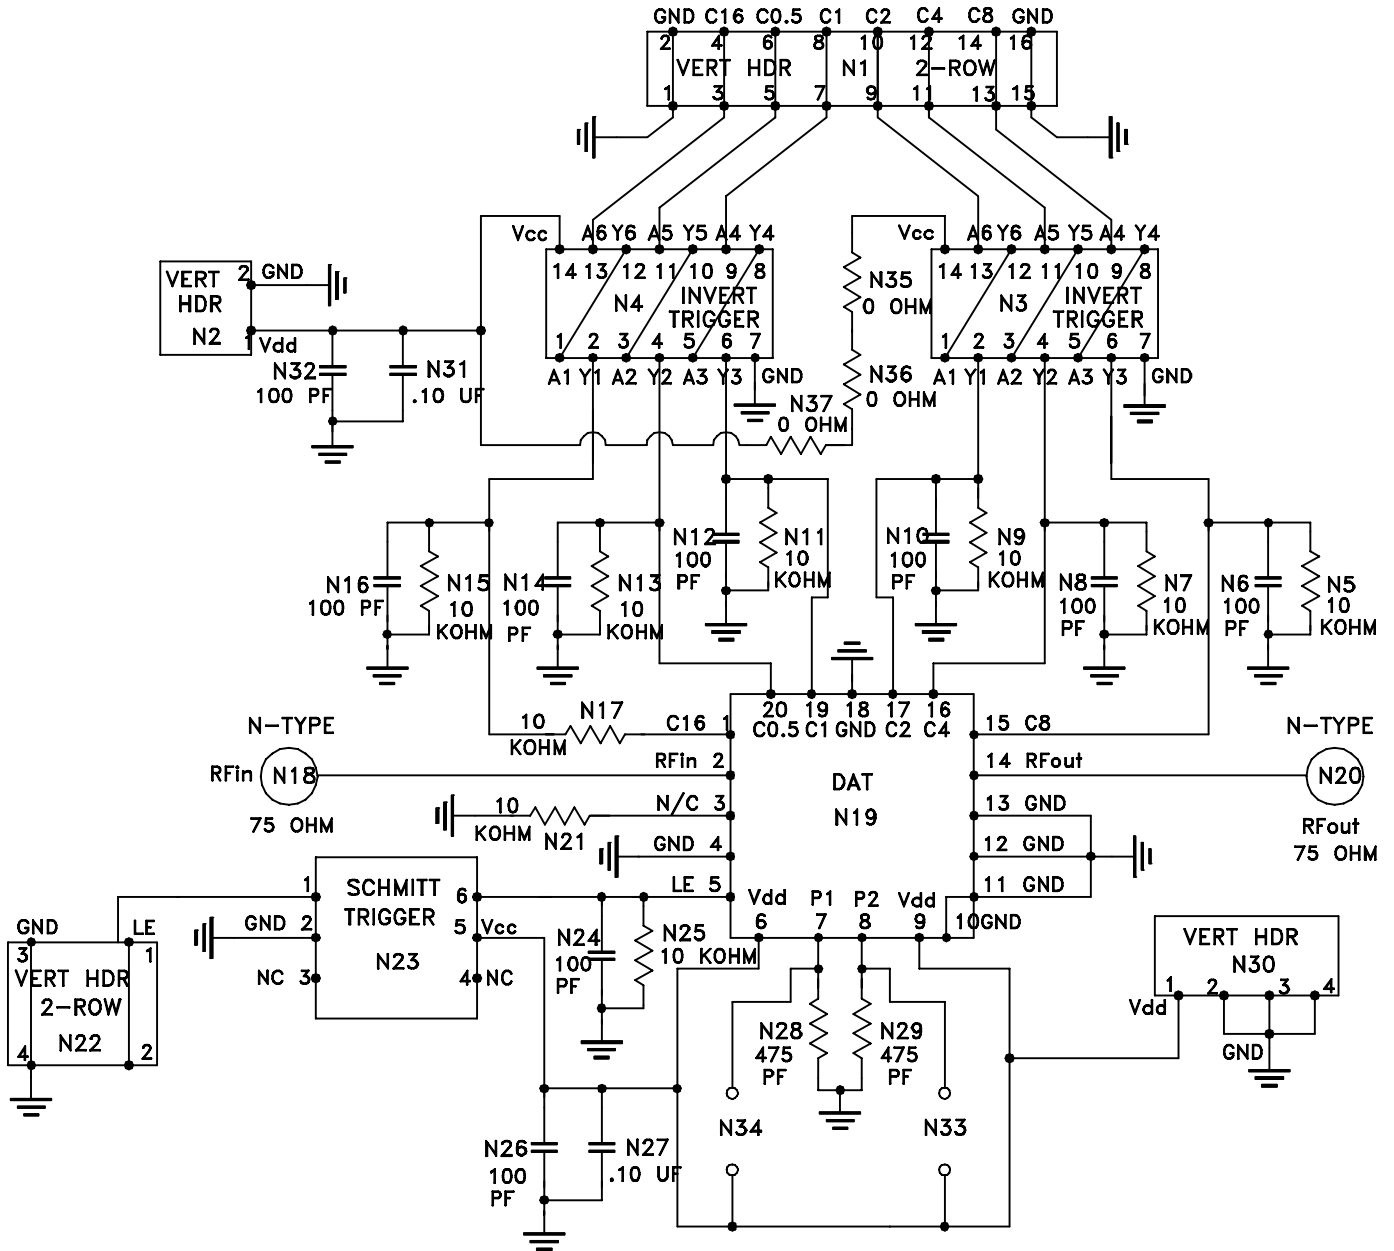 GND C16 C0.5 C1 C2 C4 C8 GND
2 4 6 8 10 12 14 16
VERT HDR N1 2-ROW
1 3 5 7 9 11 13 15
Vcc A6 Y6 A5 Y5 A4 Y4
14 13 12 11 10 9 8
N4 INVERT
TRIGGER
1 2 3 4 5 6 7
A1 Y1 A2 Y2 A3 Y3 GND
Vcc A6 Y6 A5 Y5 A4 Y4
14 13 12 11 10 9 8
N3 INVERT
TRIGGER
1 2 3 4 5 6 7
A1 Y1 A2 Y2 A3 Y3 GND
VERT 2 GND
HDR
N2 1 Vdd
N32
100 PF
N31
.10 UF
N35
0 OHM
N36
0 OHM
N37
0 OHM
N16
100 PF
N15
10
KOHM
N14
100
PF
N13
10
KOHM
N12
100
PF
N11
10
KOHM
N10
100
PF
N9
10
KOHM
N8
100
PF
N7
10
KOHM
N6
100
PF
N5
10
KOHM
20 19 18 17 16
C0.5 C1 GND C2 C4
10
KOHM
N17
C16 1
15 C8
N-TYPE
RFin N18
75 OHM
RFin 2
14 RFout
N-TYPE
N20
RFout
75 OHM
DAT
N19
10
KOHM
N21
N/C 3
13 GND
GND 4
12 GND
LE 5
11 GND
Vdd P1 P2 Vdd
6 7 8 9 10 GND
SCHMITT
TRIGGER
N23
1
GND 2
NC 3
6
5 Vcc
4 NC
GND LE
3 1
VERT HDR
2-ROW
N22
4 2
N24
100
PF
N25
10 KOHM
N28
475
PF
N29
475
PF
VERT HDR
N30
1 2 3 4
Vdd
GND
N34
N33
N26
100
PF
N27
.10 UF